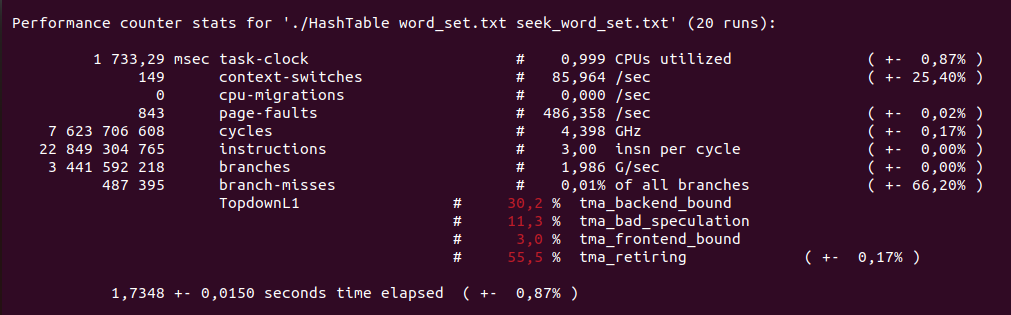 Performance counter stats for './HashTable word_set.txt seek_word_set.txt' (20 runs):
1 733,29 msec task-clock # 0,999 CPUs utilized ( +- 0,87% )
149 context-switches # 85,964 /sec ( +- 25,40% )
0 cpu-migrations # 0,000 /sec
843 page-faults # 486,358 /sec ( +- 0,02% )
7 623 706 608 cycles # 4,398 GHz ( +- 0,17% )
22 849 304 765 instructions # 3,00 insn per cycle ( +- 0,00% )
3 441 592 218 branches # 1,986 G/sec ( +- 0,00% )
487 395 branch-misses # 0,01% of all branches ( +- 66,20% )
TopdownL1 # 30,2 % tma_backend_bound
# 11,3 % tma_bad_speculation
# 3,0 % tma_frontend_bound
# 55,5 % tma_retiring ( +- 0,17% )
1,7348 +- 0,0150 seconds time elapsed ( +- 0,87% )